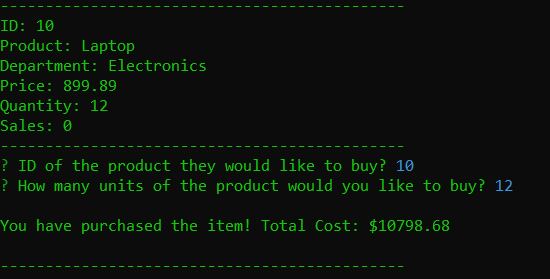 ---------------------------------------------
ID: 10
Product: Laptop
Department: Electronics
Price: 899.89
Quantity: 12
Sales: 0
---------------------------------------------
? ID of the product they would like to buy? 10
? How many units of the product would you like to buy? 12
You have purchased the item! Total Cost: $10798.68
---------------------------------------------